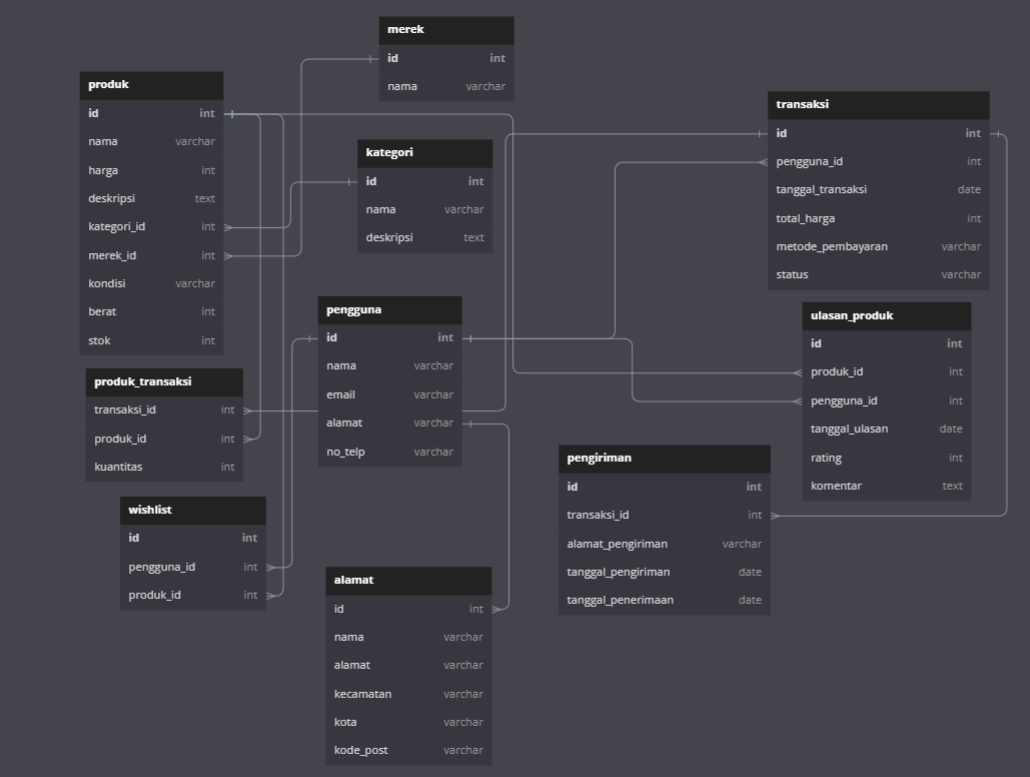 merek
id int
nama varchar
produk
id int
nama varchar
harga int
deskripsi text
kategori_id int
merek_id int
kondisi varchar
berat int
stok int
kategori
id int
nama varchar
deskripsi text
transaksi
id int
pengguna_id int
tanggal_transaksi date
total_harga int
metode_pembayaran varchar
status varchar
pengguna
id int
nama varchar
email varchar
alamat varchar
no_telp varchar
ulasan_produk
id int
produk_id int
pengguna_id int
tanggal_ulasan date
rating int
komentar text
produk_transaksi
transaksi_id int
produk_id int
kuantitas int
pengiriman
id int
transaksi_id int
alamat_pengiriman varchar
tanggal_pengiriman date
tanggal_penerimaan date
wishlist
id int
pengguna_id int
produk_id int
alamat
id int
nama varchar
alamat varchar
kecamatan varchar
kota varchar
kode_post varchar